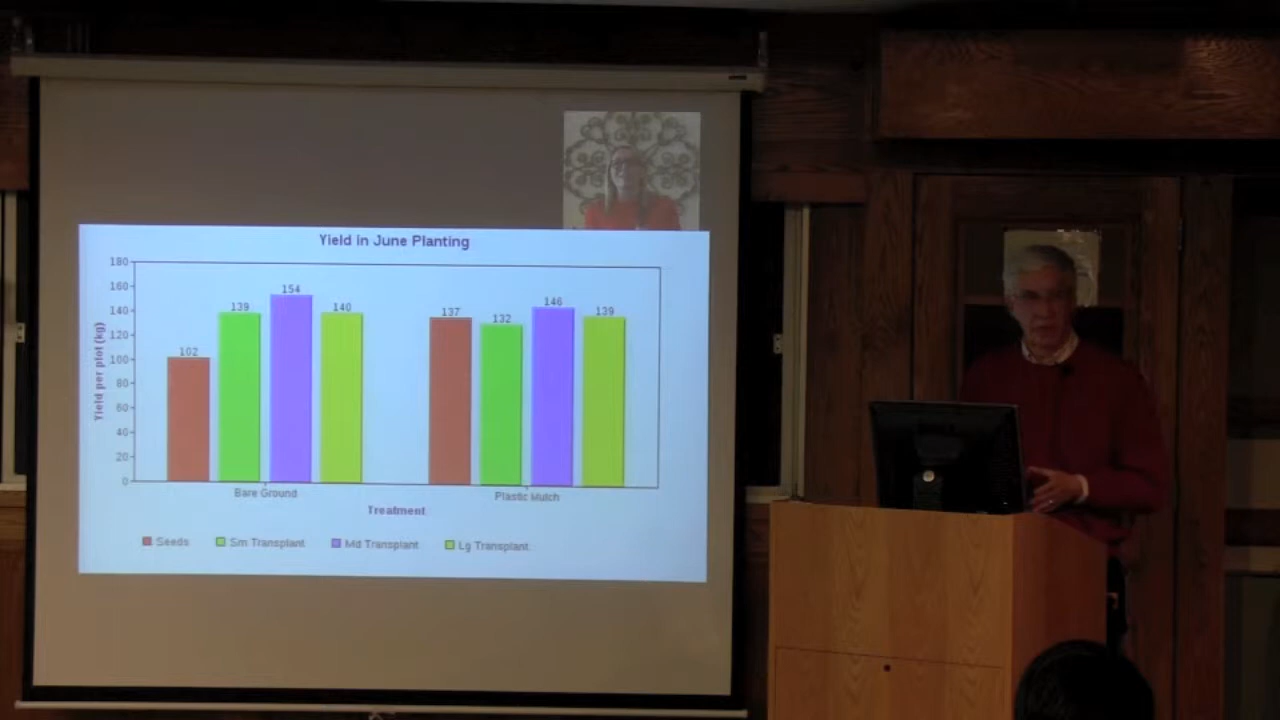 Yield in June Planting
180
160
140
120
100
80
60
40
20
0
Yield per plot (kg)
102
139
154
140
137
132
146
139
Bare Ground
Plastic Mulch
Treatment
Seeds
Sm Transplant
Md Transplant
Lg Transplant